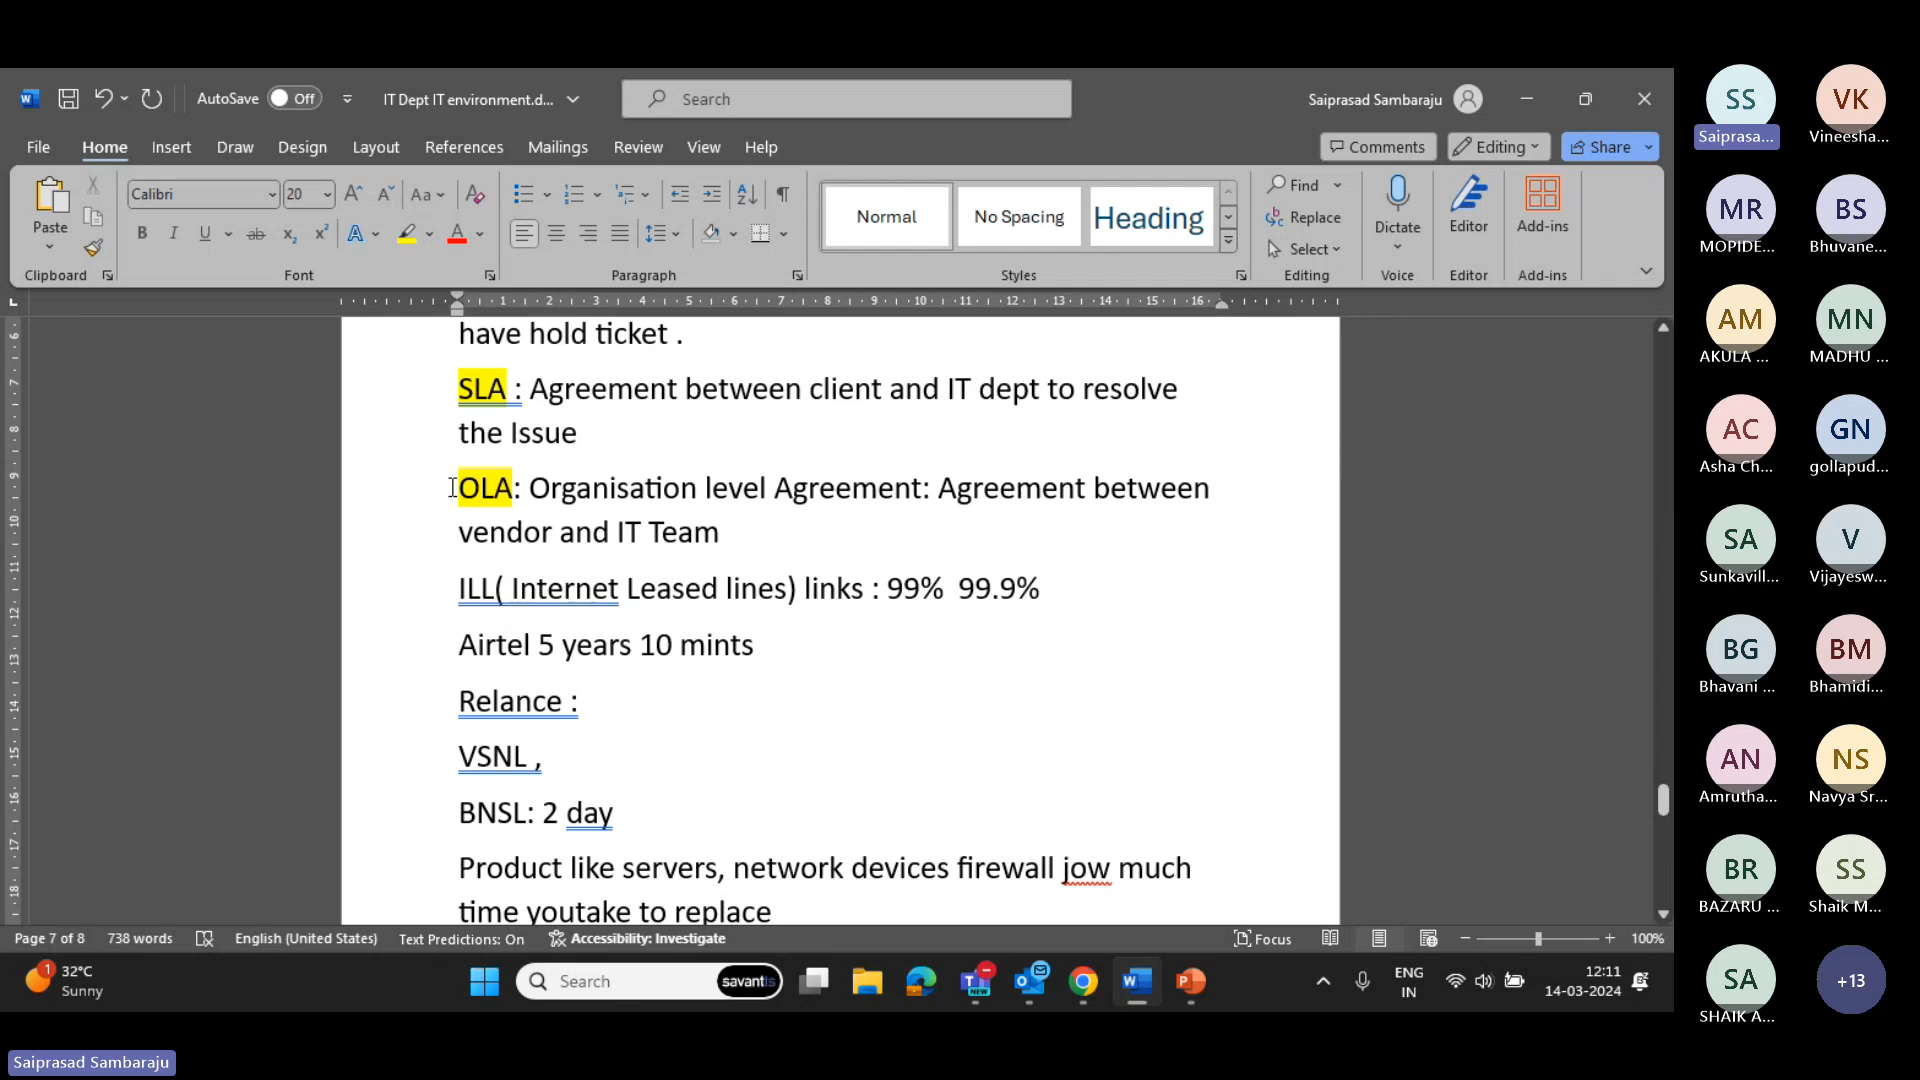 AutoSave Off IT Dept IT environment.d... Search Saiprasad Sambaraju
File Home Insert Draw Design Layout References Mailings Review View Help Comments Editing Share
Paste
Clipboard
Calibri 20
Font
Paragraph
Normal No Spacing Heading
Styles
Find
Replace
Select
Editing
Dictate
Voice
Editor
Editor
Add-ins
Add-ins
have hold ticket .
SLA : Agreement between client and IT dept to resolve
the Issue
OLA: Organisation level Agreement: Agreement between
vendor and IT Team
ILL( Internet Leased lines) links : 99% 99.9%
Airtel 5 years 10 mints
Relance :
VSNL ,
BNSL: 2 day
Product like servers, network devices firewall jow much
time youtake to replace
Page 7 of 8 738 words English (United States) Text Predictions: On Accessibility: Investigate Focus 100%
1 32°C
Sunny
Search savantis
NEW
ENG
IN
12:11
14-03-2024
SS VK
Saiprasa... Vineesha...
MR BS
MOPIDE... Bhuvane...
AM MN
AKULA ... MADHU ...
AC GN
Asha Ch... gollapud...
SA V
Sunkavill... Vijayesw...
BG BM
Bhavani ... Bhamidi...
AN NS
Amrutha... Navya Sr...
BR SS
BAZARU ... Shaik M...
SA +13
SHAIK A...
Saiprasad Sambaraju